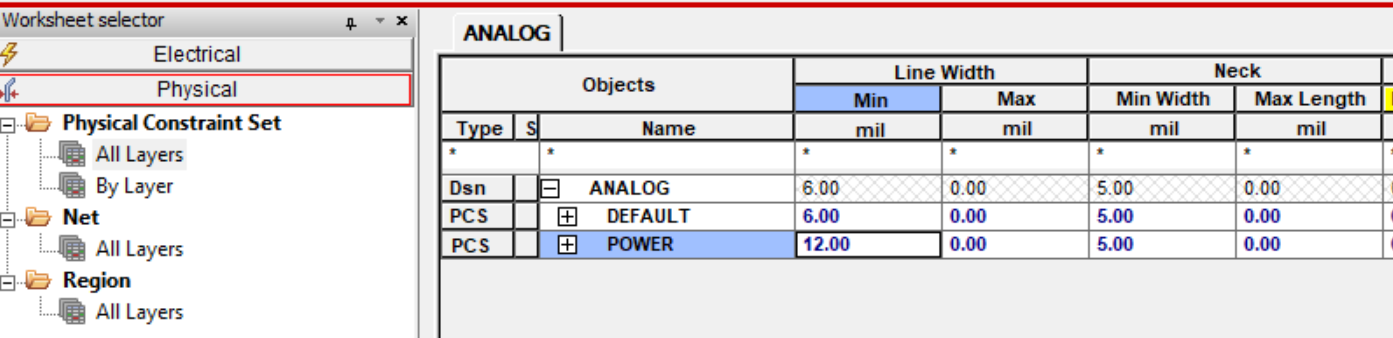 Worksheet selector
Electrical
Physical
Physical Constraint Set
All Layers
By Layer
Net
All Layers
Region
All Layers
ANALOG
Objects Line Width Neck
Min Max Min Width Max Length
Type S Name mil mil mil mil
* * * * * *
Dsn ANALOG 6.00 0.00 5.00 0.00
PCS DEFAULT 6.00 0.00 5.00 0.00
PCS POWER 12.00 0.00 5.00 0.00